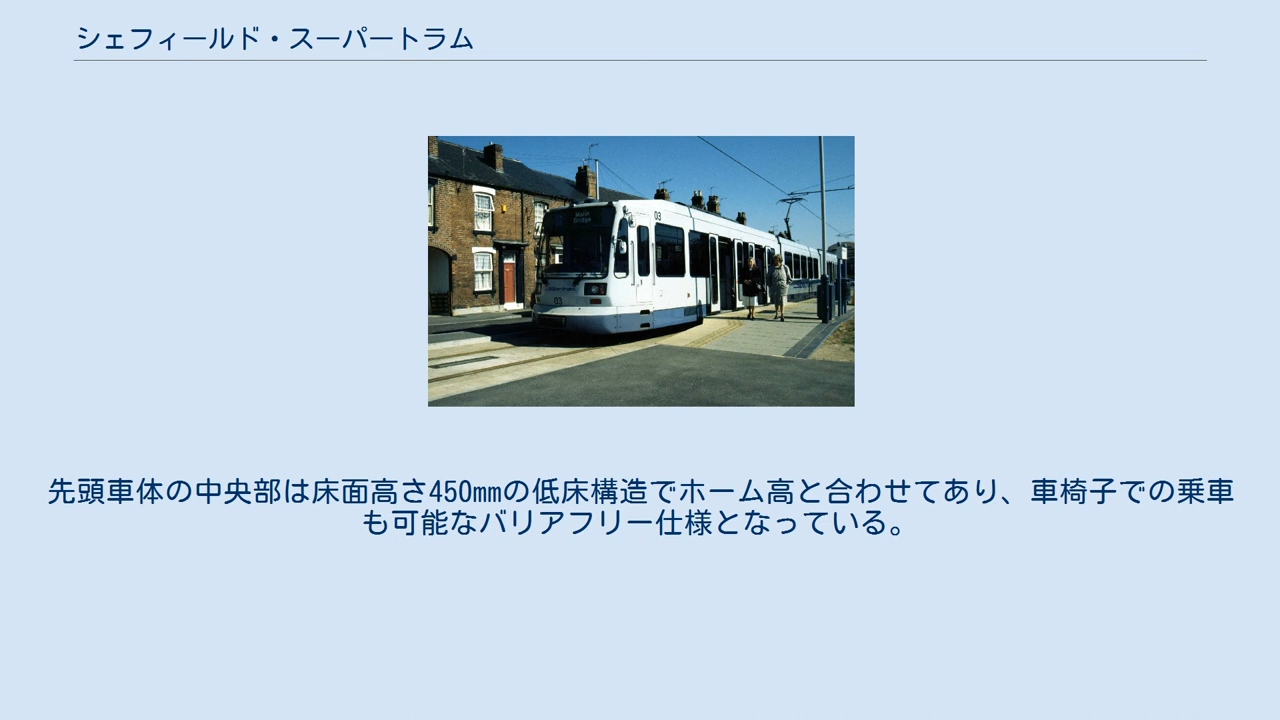 シェフィールド・スーパートラム
03
03
先頭車体の中央部は床面高さ450mmの低床構造でホーム高と合わせてあり、車椅子での乗車
も可能なバリアフリー仕様となっている。